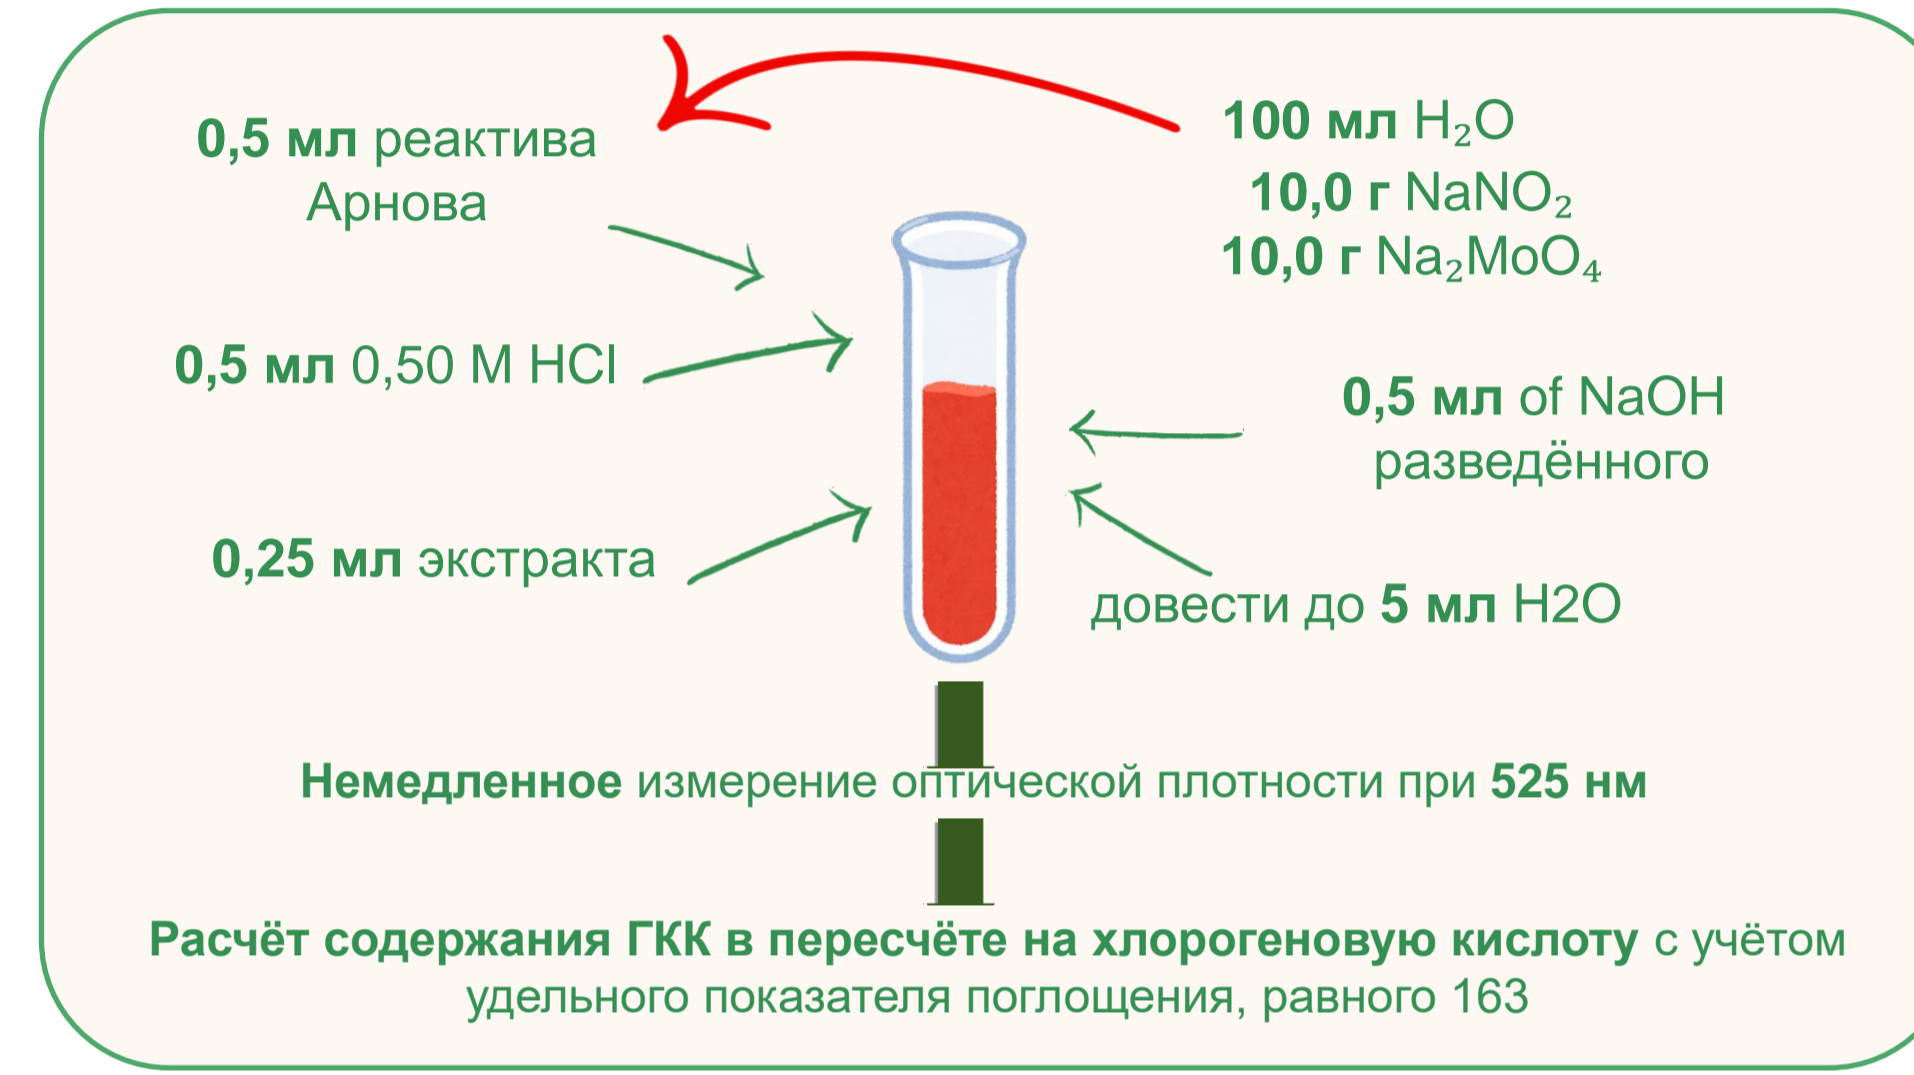 0,5 мл реактива
Арнова
100 мл H₂O
10,0 г NaNO₂
10,0 г Na₂MoO₄
0,5 мл 0,50 М HCl
0,5 мл of NaOH
разведённого
0,25 мл экстракта
довести до 5 мл H2O
Немедленное измерение оптической плотности при 525 нм
Расчёт содержания ГКК в пересчёте на хлорогеновую кислоту с учётом
удельного показателя поглощения, равного 163